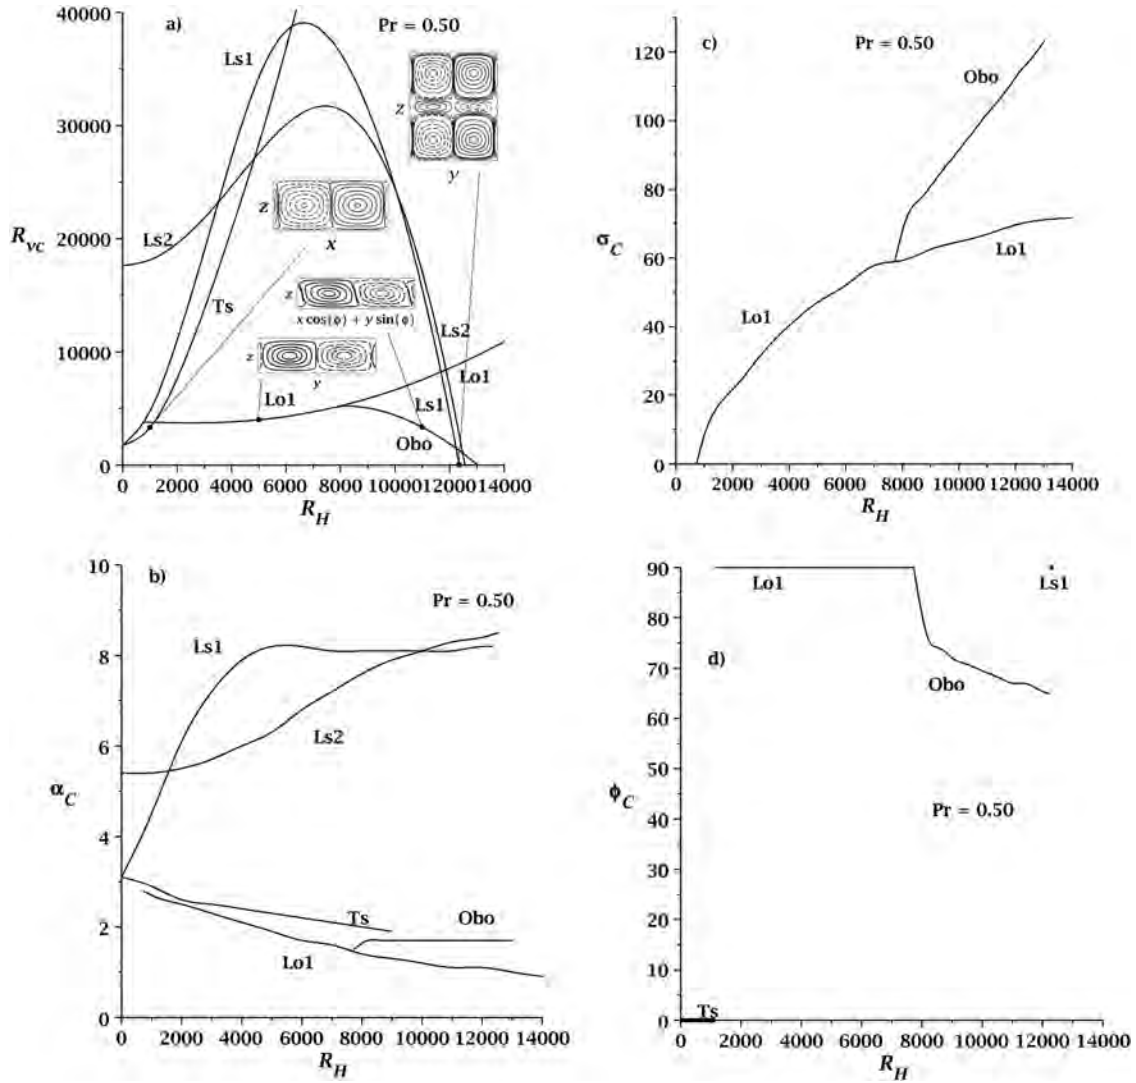 a)
Pr = 0.50
40000
30000
20000
10000
0
R_vc
Ls1
Ls2
Ts
z
x
z
x cos(ϕ) + y sin(ϕ)
z
y
z
y
Lo1
Ls2
Lo1
Ls1
Obo
0 2000 4000 6000 8000 10000 12000 14000
R_H
c)
Pr = 0.50
120
100
80
60
40
20
0
σ_C
Obo
Lo1
Lo1
0 2000 4000 6000 8000 10000 12000 14000
R_H
b)
Pr = 0.50
10
8
6
4
2
0
α_C
Ls1
Ls2
Ts
Obo
Lo1
0 2000 4000 6000 8000 10000 12000 14000
R_H
d)
90
80
70
60
50
40
30
20
10
0
ϕ_C
Lo1
Ls1
Obo
Pr = 0.50
Ts
0 2000 4000 6000 8000 10000 12000 14000
R_H